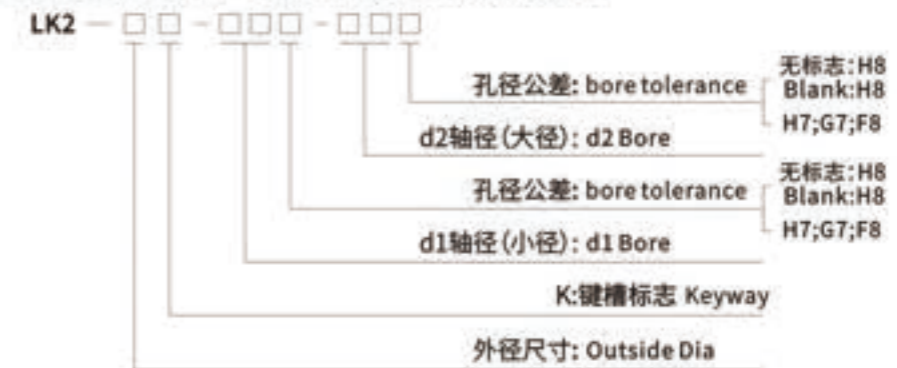 LK2 — □ □ - □□□ - □□□
孔径公差: bore tolerance
无标志:H8
Blank:H8
H7;G7;F8
d2轴径(大径): d2 Bore
孔径公差: bore tolerance
无标志:H8
Blank:H8
H7;G7;F8
d1轴径(小径): d1 Bore
K:键槽标志 Keyway
外径尺寸: Outside Dia